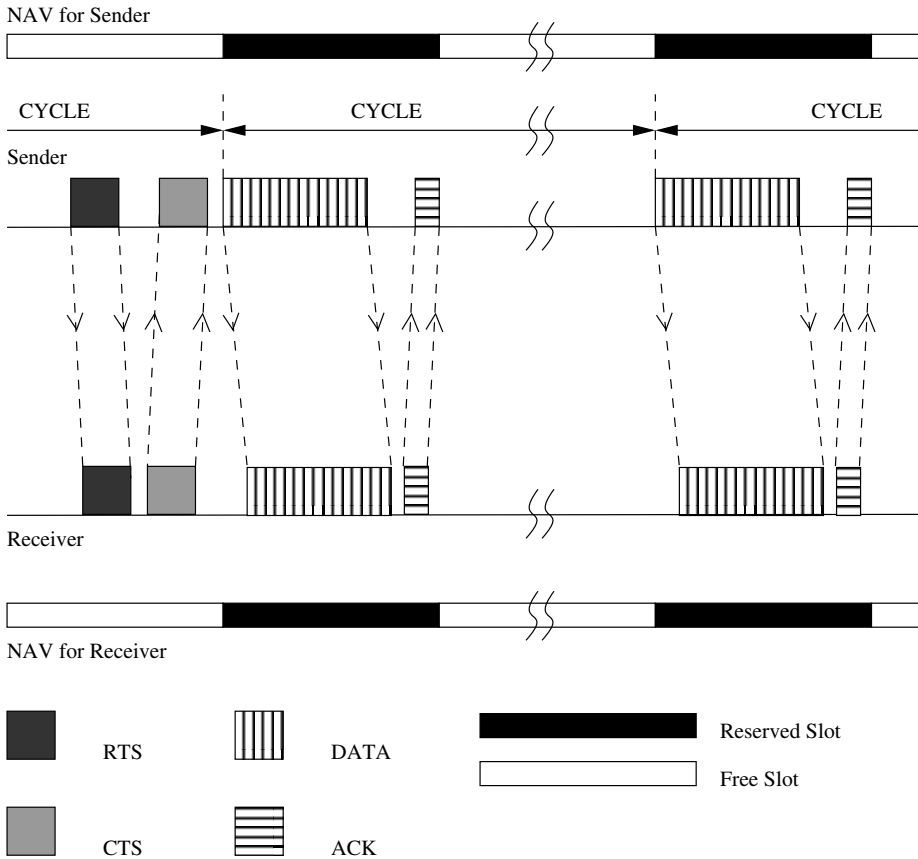 NAV for Sender
CYCLE CYCLE CYCLE
Sender
Receiver
NAV for Receiver
RTS DATA Reserved Slot
Free Slot
CTS ACK